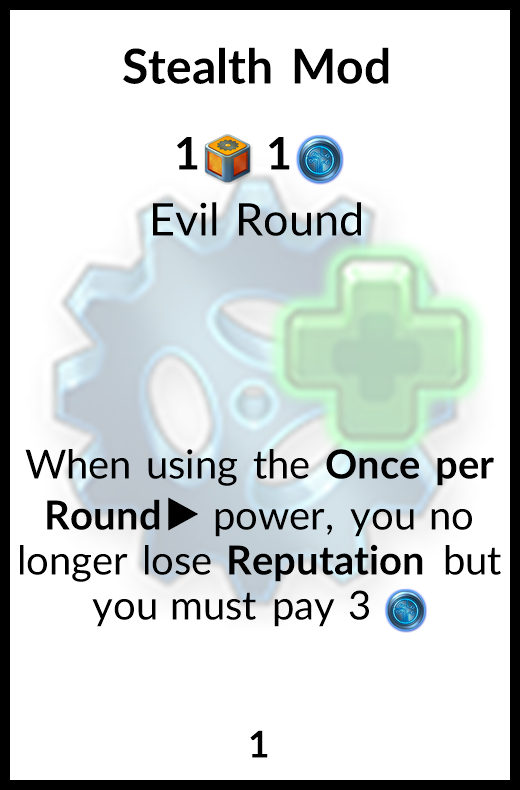 Stealth Mod
1 1
Evil Round
When using the Once per
Round▶ power, you no
longer lose Reputation but
you must pay 3
1